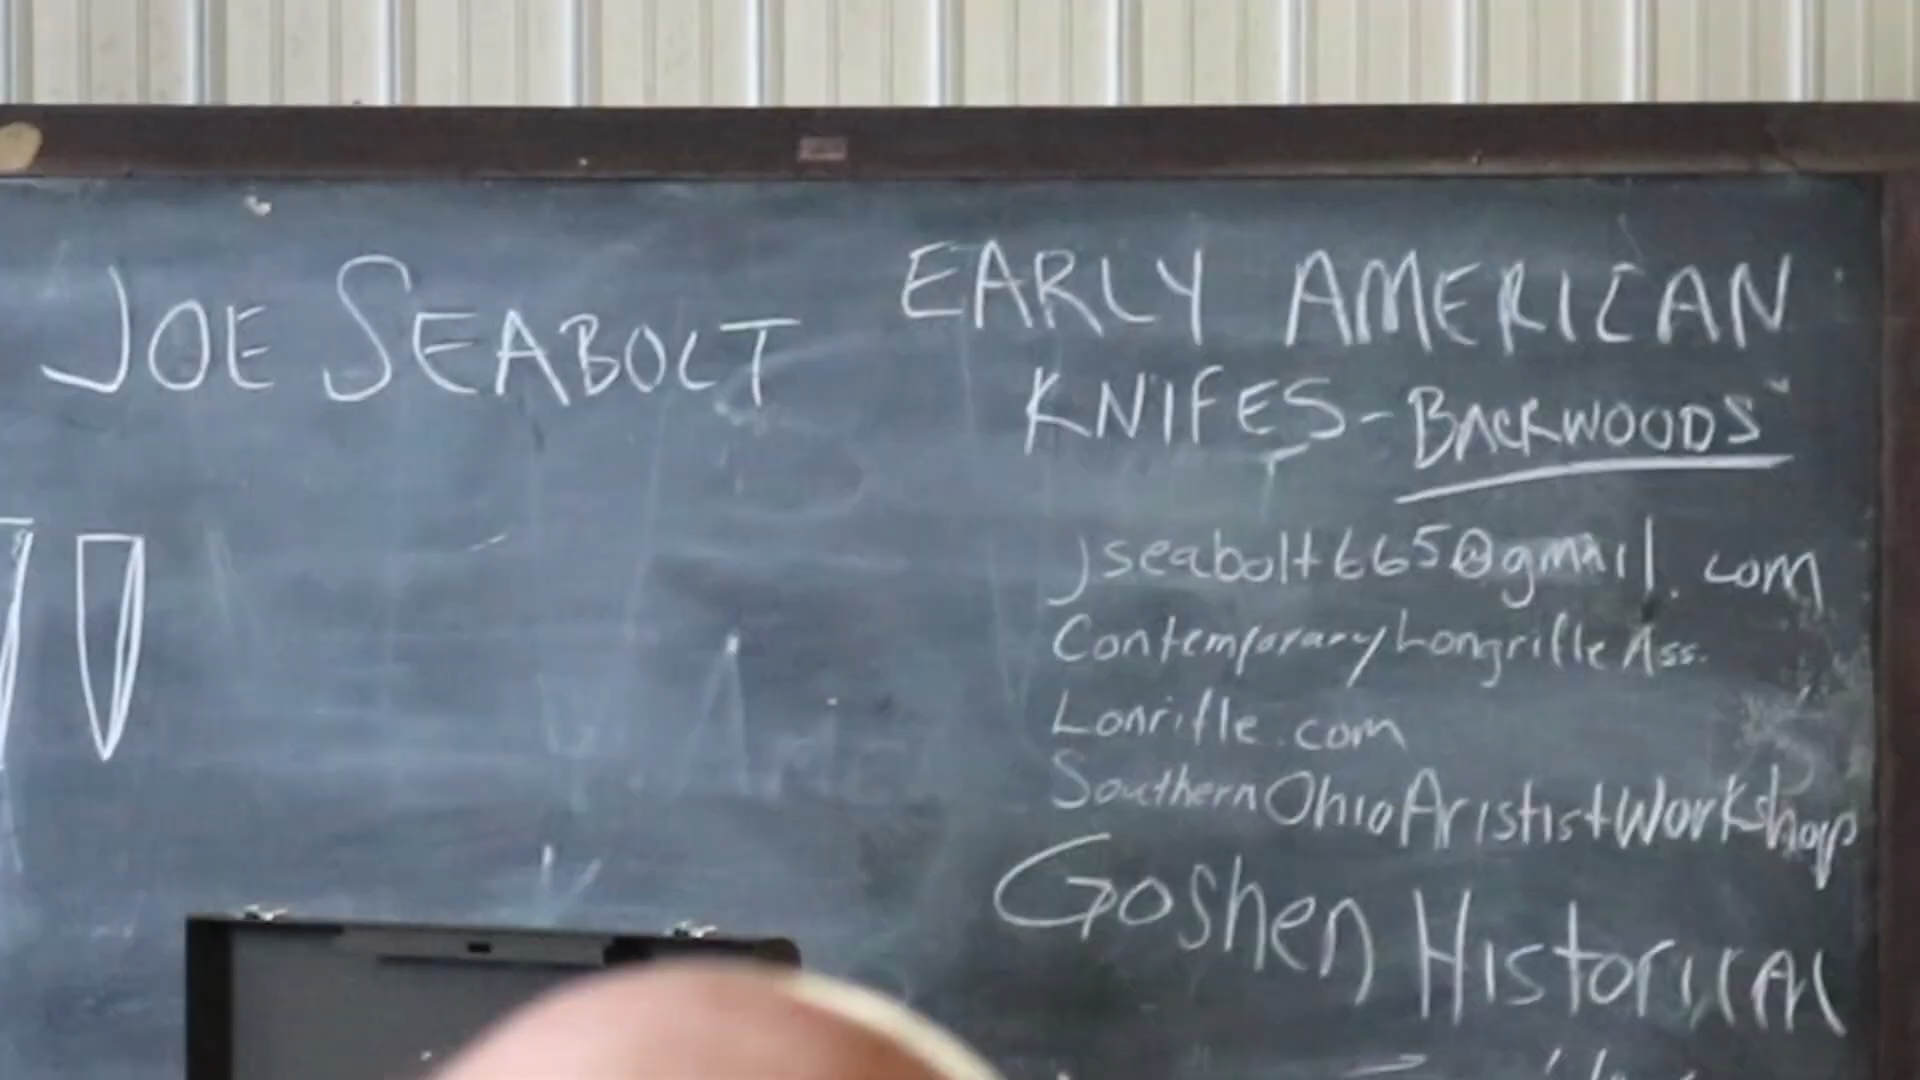 JOE SEABOLT
EARLY AMERICAN
KNIFES-BACKWOODS"
jseabolt665@gmail.com
Contemporary Longrifle Ass.
Lonrifle.com
Southern Ohio Aristist Workshop
Goshen Historical